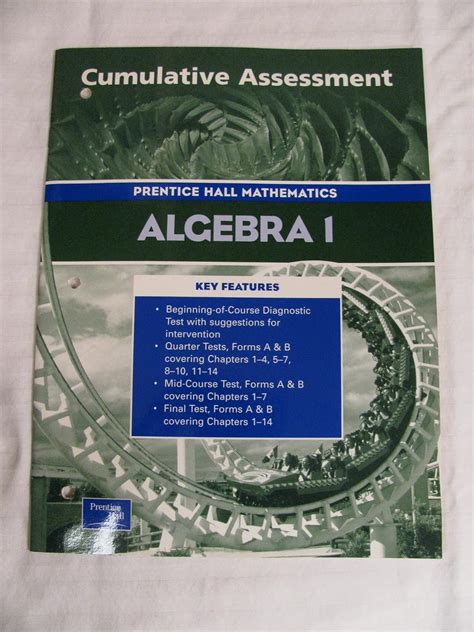 Cumulative Assessment
PRENTICE HALL MATHEMATICS
ALGEBRA 1
KEY FEATURES
• Beginning-of-Course Diagnostic
Test with suggestions for
intervention
• Quarter Tests, Forms A & B
covering Chapters 1–4, 5–7,
8–10, 11–14
• Mid-Course Test, Forms A & B
covering Chapters 1–7
• Final Test, Forms A & B
covering Chapters 1–14
Prentice
Hall